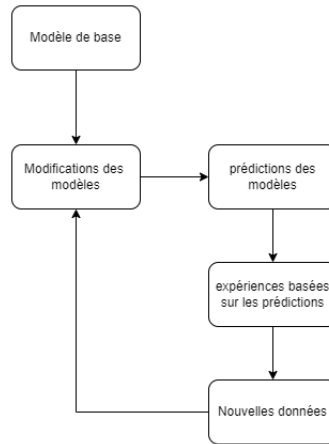 Modèle de base
Modifications des
modèles
prédictions des
modèles
expériences basées
sur les prédictions
Nouvelles données